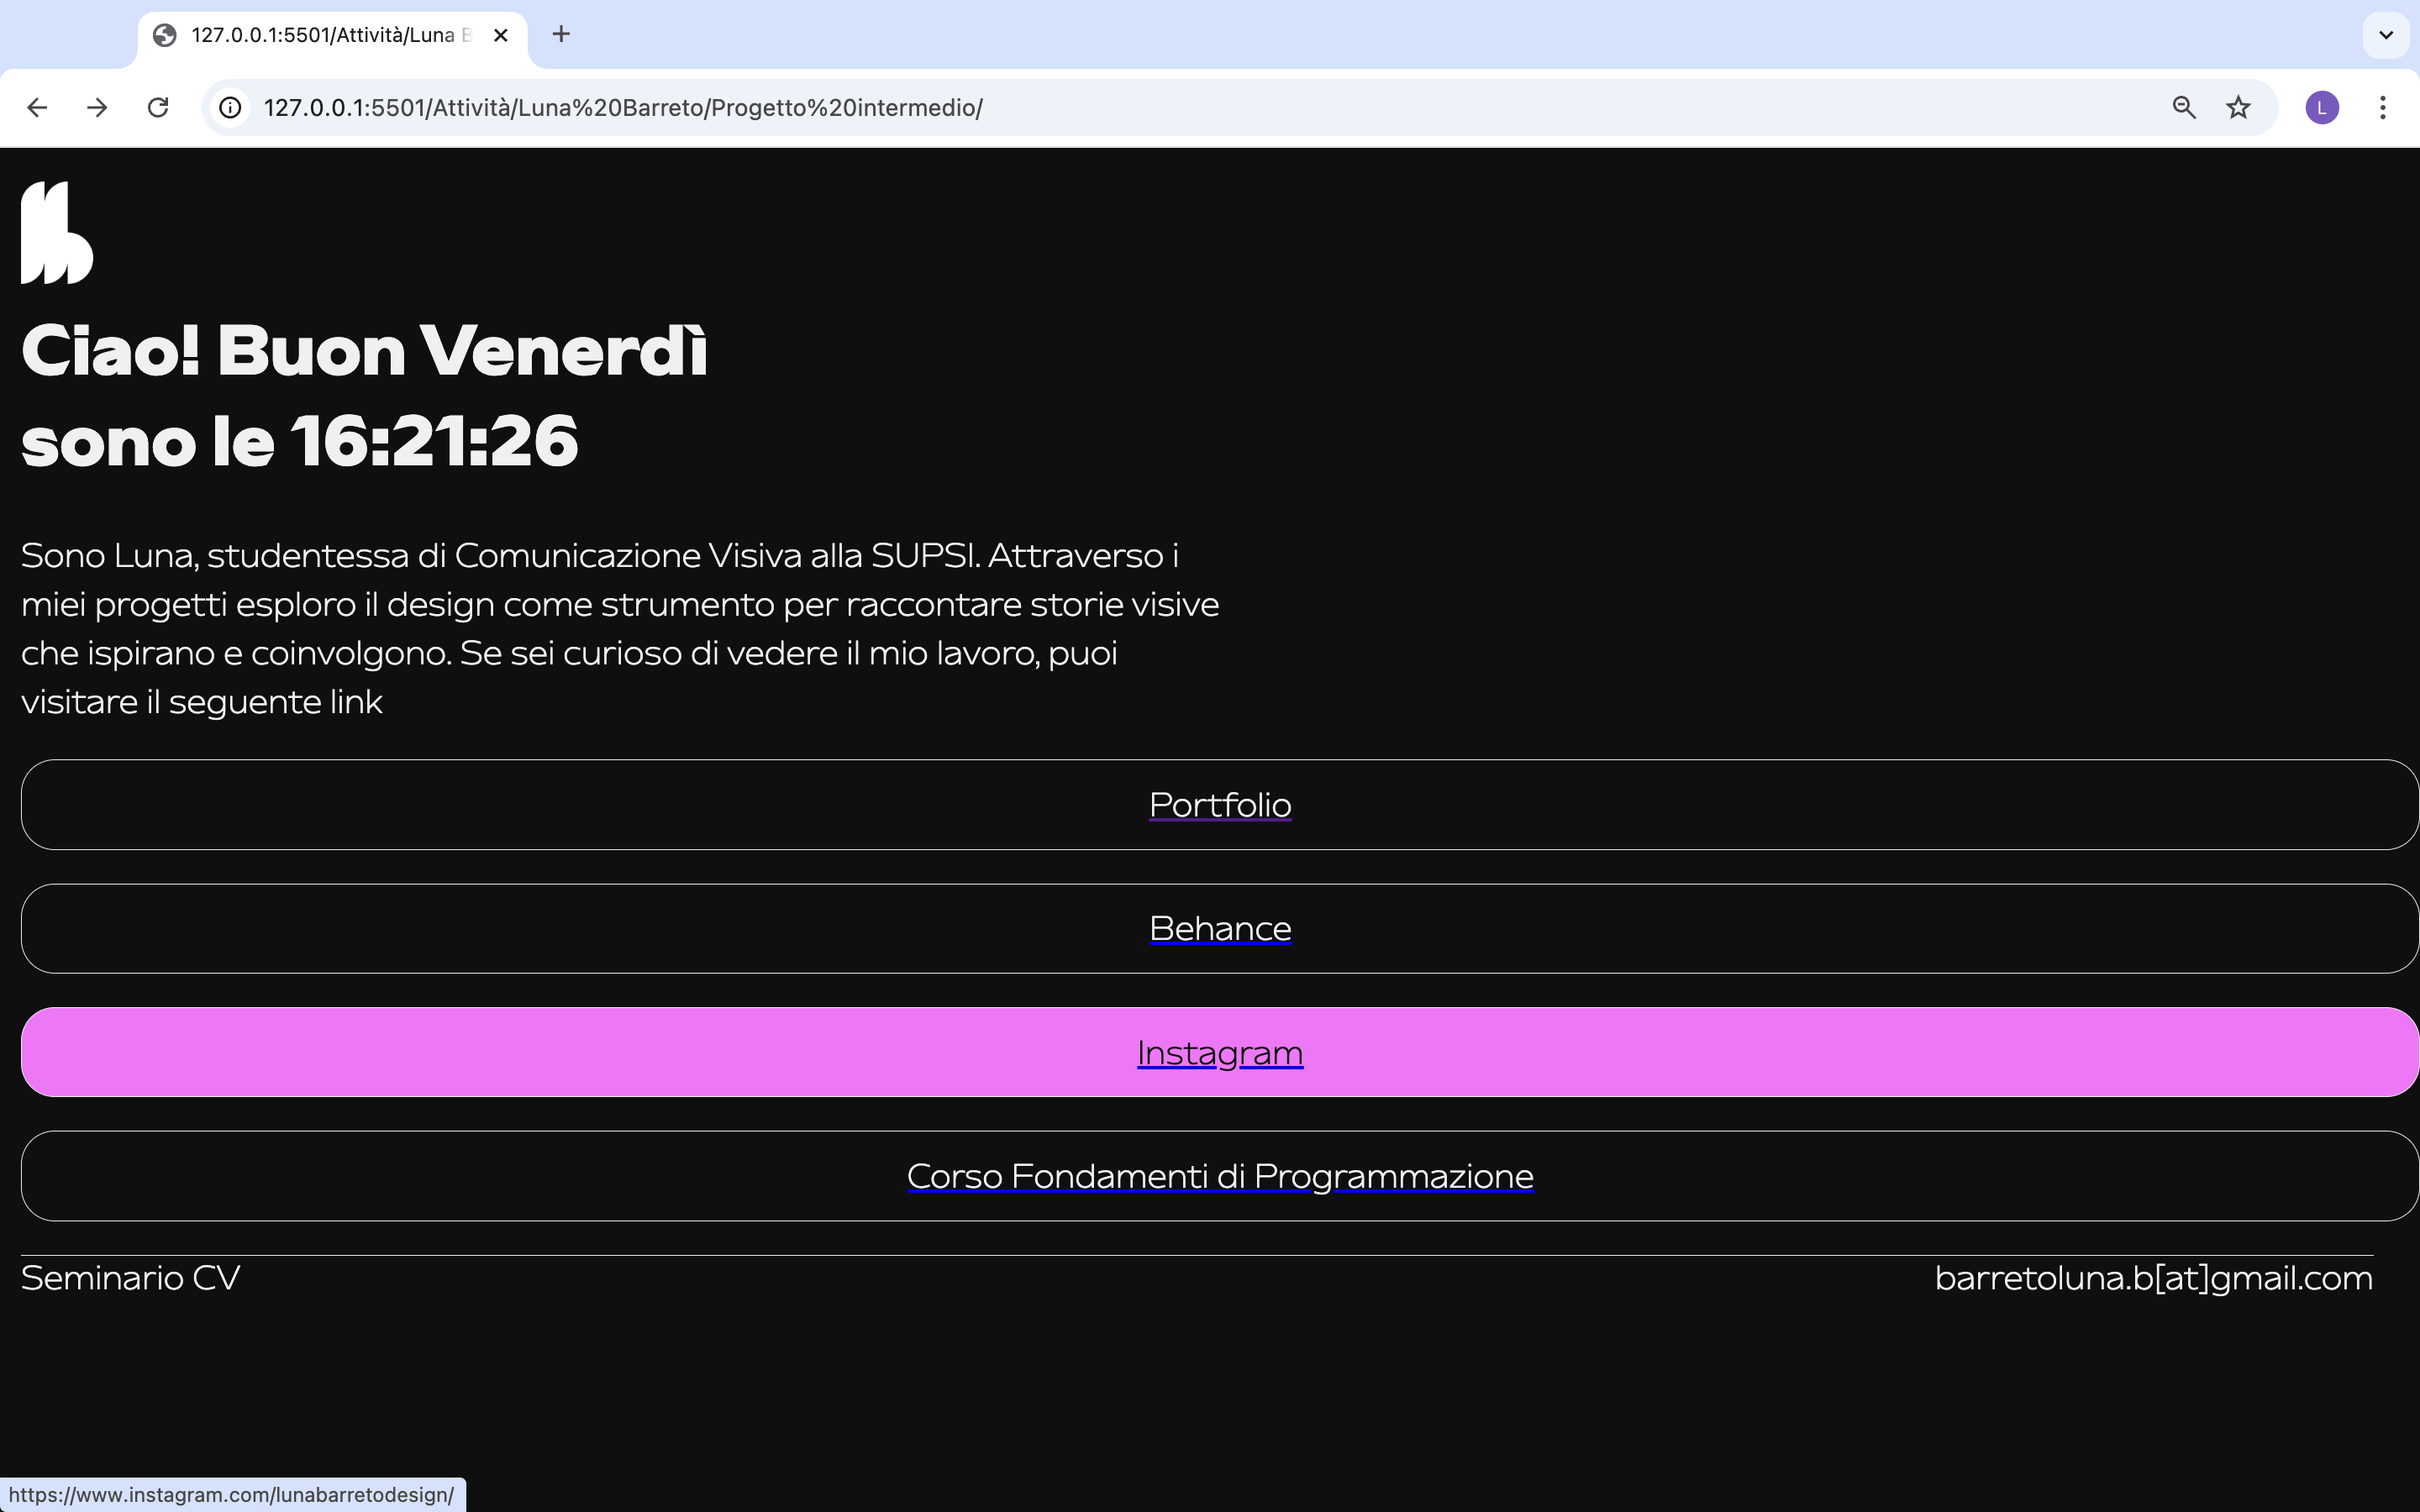 127.0.0.1:5501/Attività/Luna B
127.0.0.1:5501/Attività/Luna%20Barreto/Progetto%20intermedio/
L
Ciao! Buon Venerdì
sono le 16:21:26
Sono Luna, studentessa di Comunicazione Visiva alla SUPSI. Attraverso i
miei progetti esploro il design come strumento per raccontare storie visive
che ispirano e coinvolgono. Se sei curioso di vedere il mio lavoro, puoi
visitare il seguente link
Portfolio
Behance
Instagram
Corso Fondamenti di Programmazione
Seminario CV
barretoluna.b[at]gmail.com
https://www.instagram.com/lunabarretodesign/